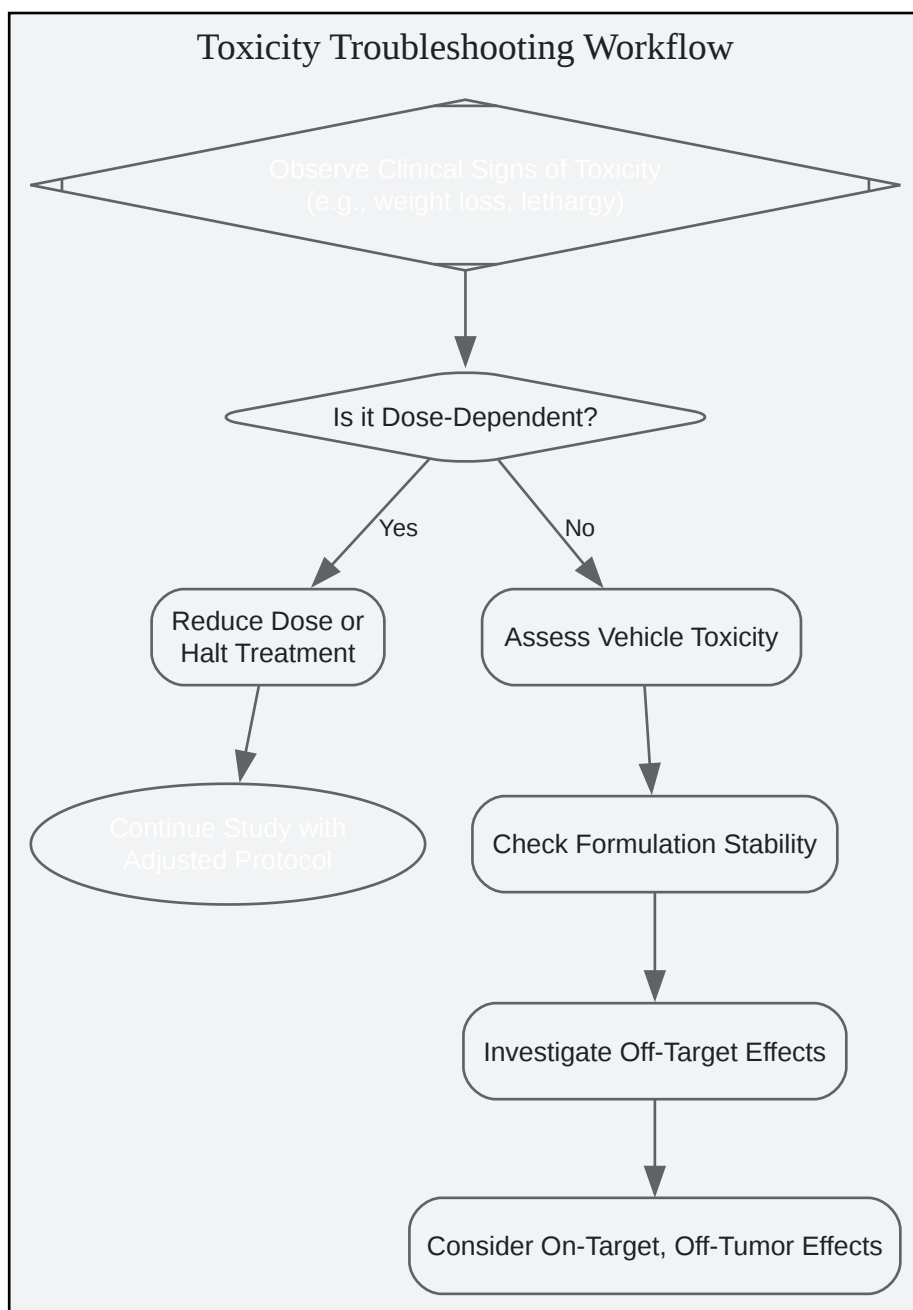 Toxicity Troubleshooting Workflow
Observe Clinical Signs of Toxicity
(e.g., weight loss, lethargy)
Is it Dose-Dependent?
Yes
No
Reduce Dose or
Halt Treatment
Assess Vehicle Toxicity
Continue Study with
Adjusted Protocol
Check Formulation Stability
Investigate Off-Target Effects
Consider On-Target, Off-Tumor Effects